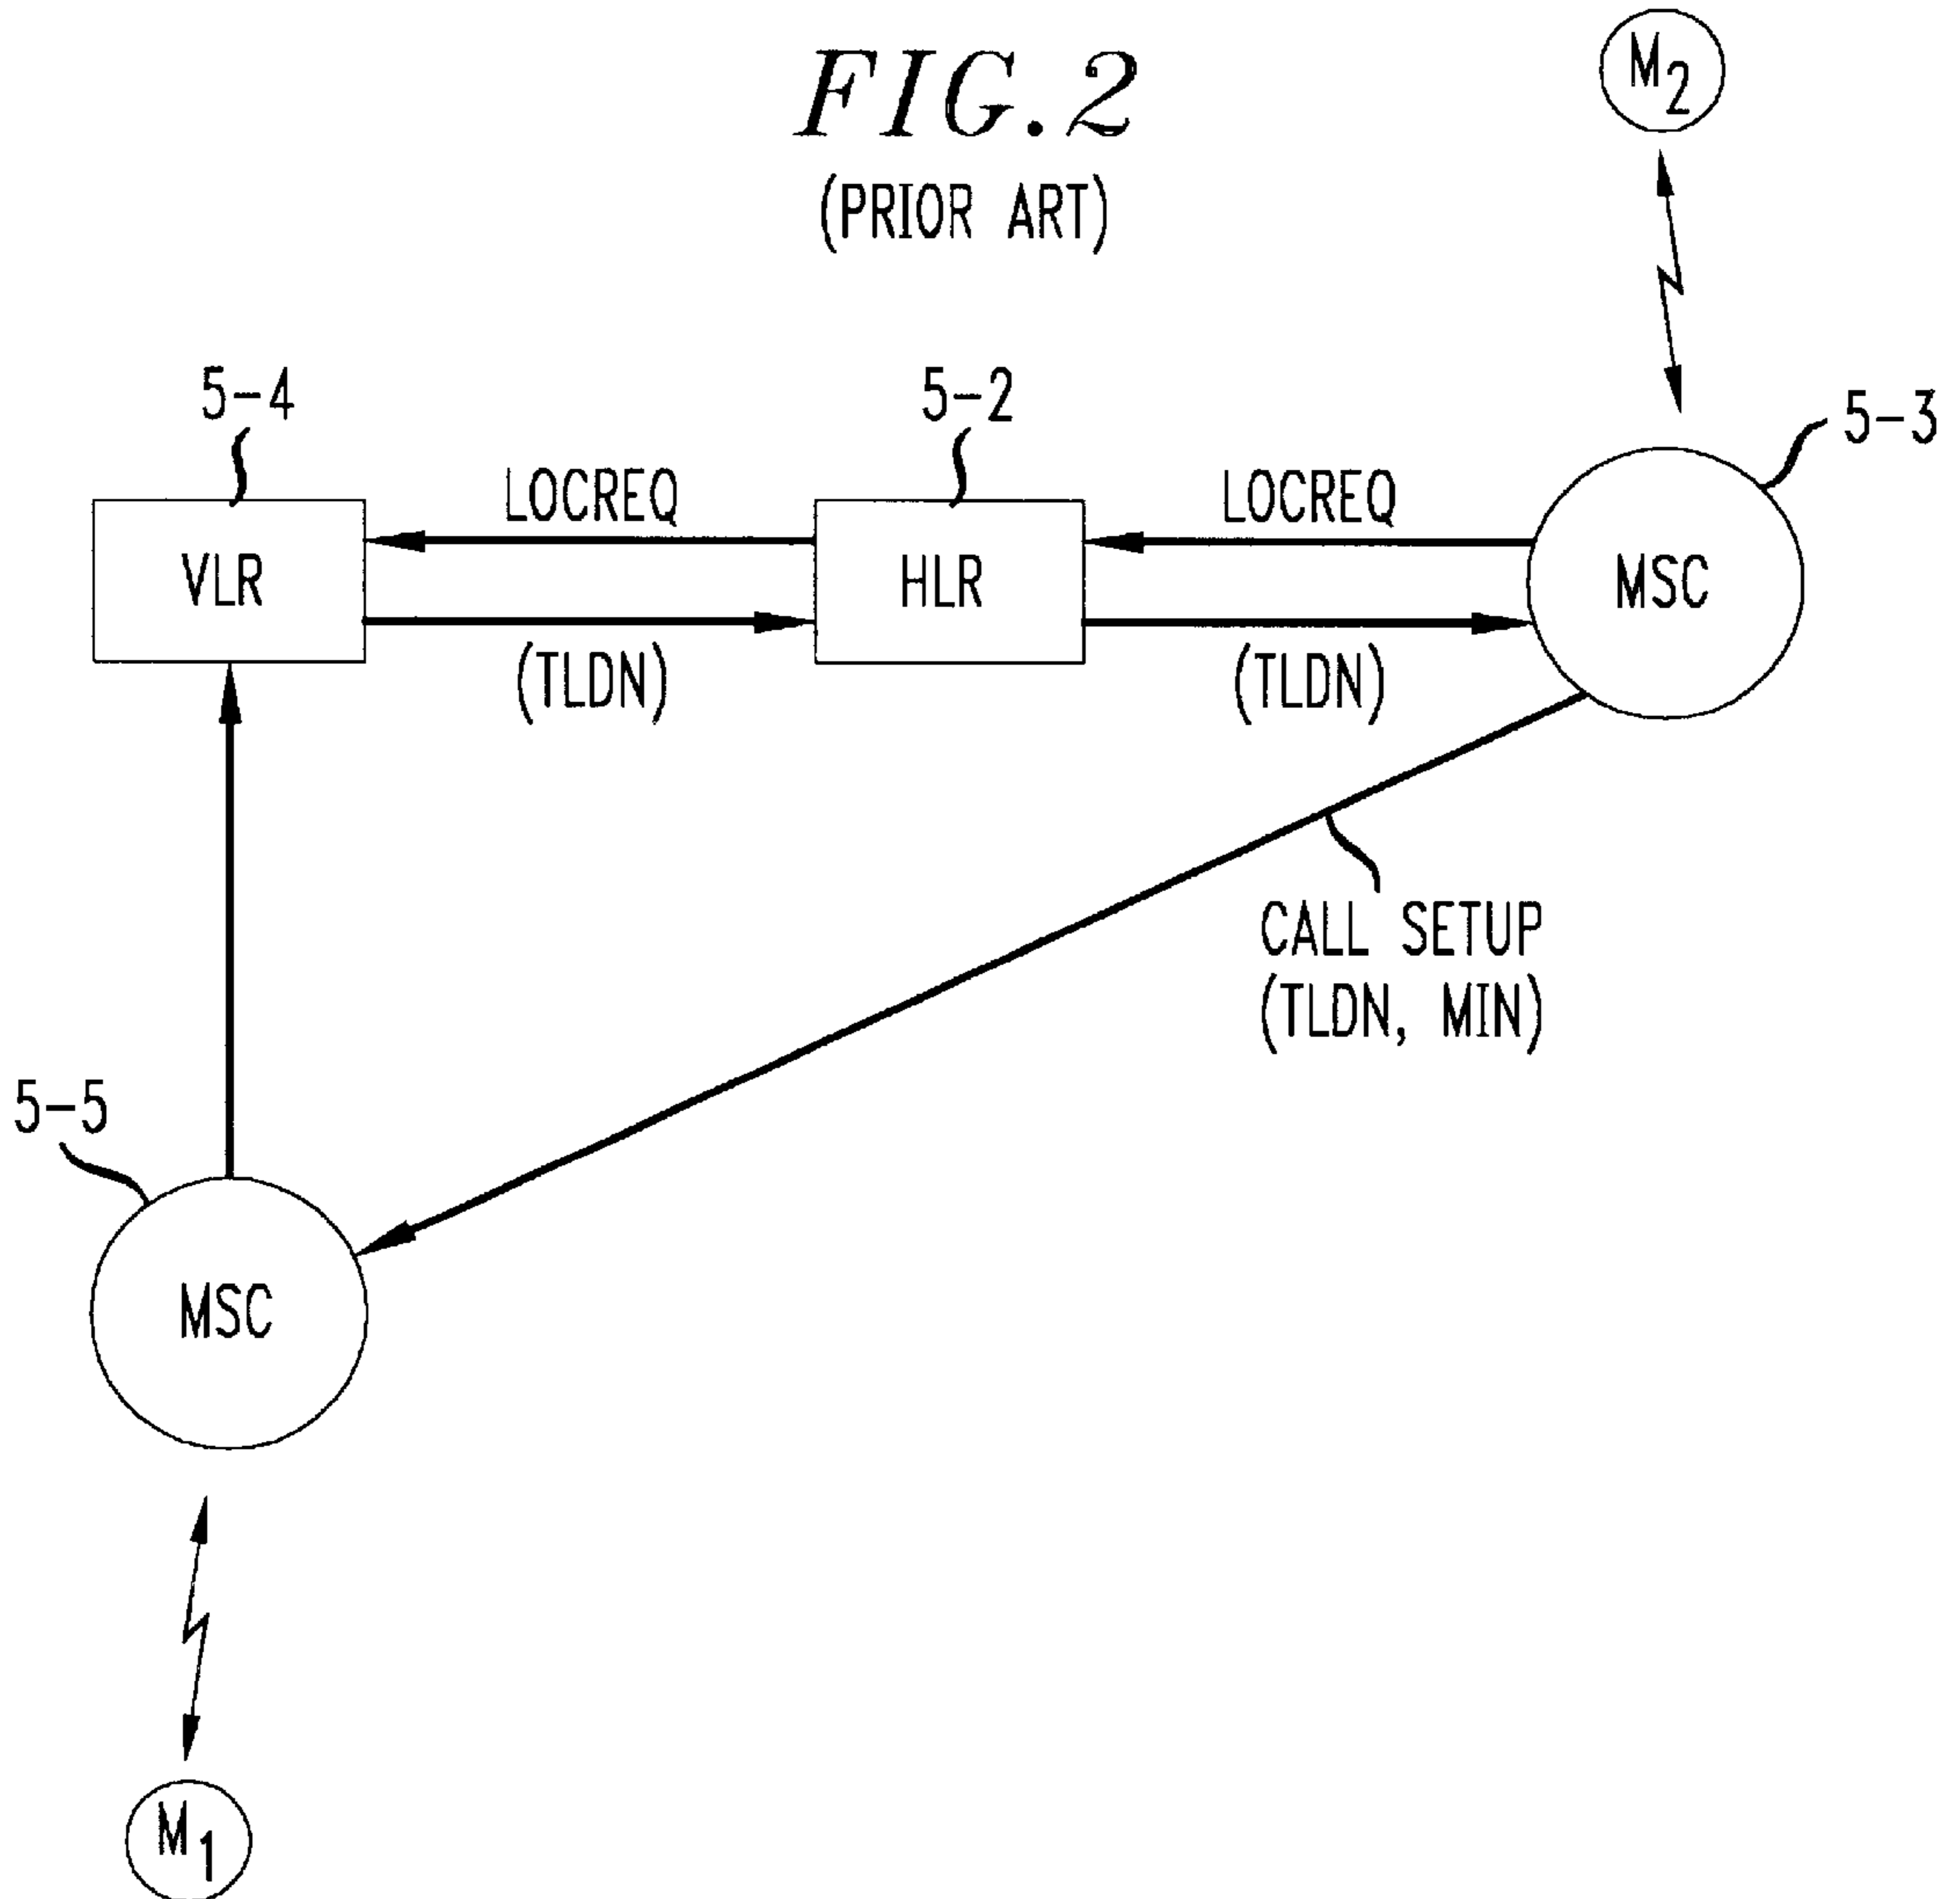 FIG. 2
(PRIOR ART)
M2
5-4
5-2
5-3
LOCREQ
LOCREQ
VLR
HLR
MSC
(TLDN)
(TLDN)
CALL SETUP
(TLDN, MIN)
5-5
MSC
M1